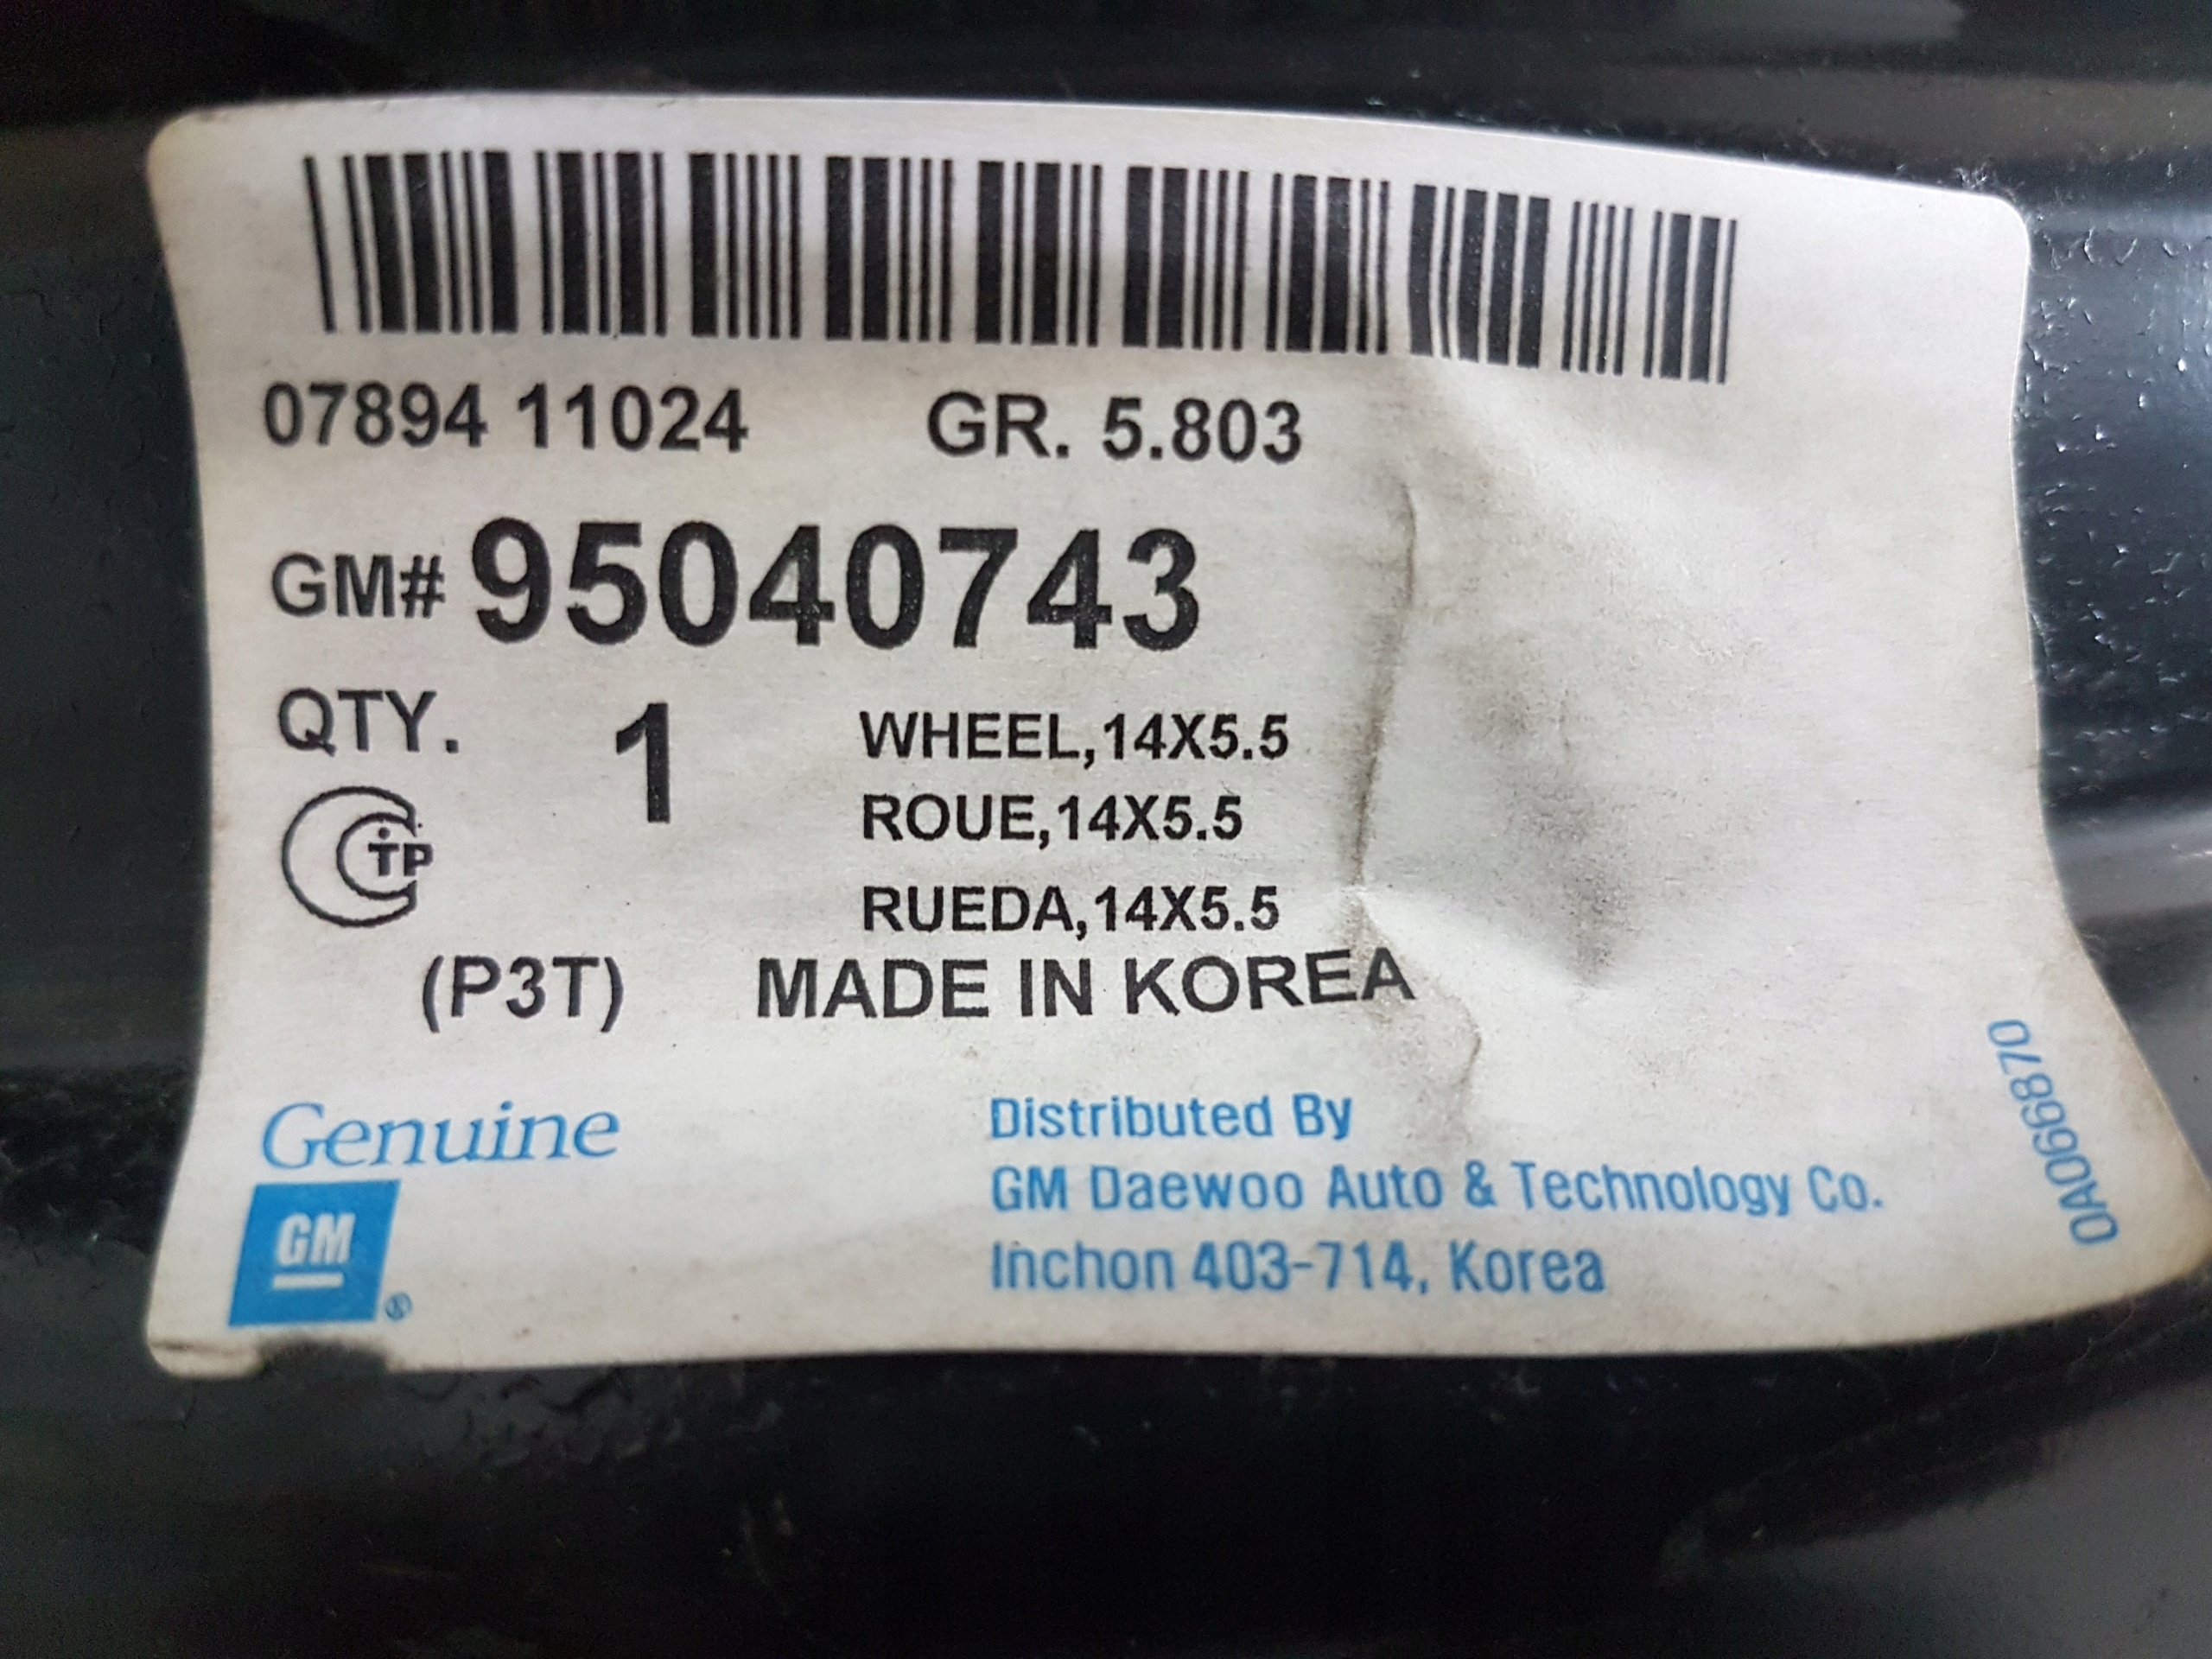 07894 11024 GR. 5.803
GM# 95040743
QTY. 1 WHEEL,14X5.5
ROUE,14X5.5
RUEDA,14X5.5
(P3T) MADE IN KOREA
Genuine
GM
®
Distributed By
GM Daewoo Auto & Technology Co.
Inchon 403-714, Korea
0A066870